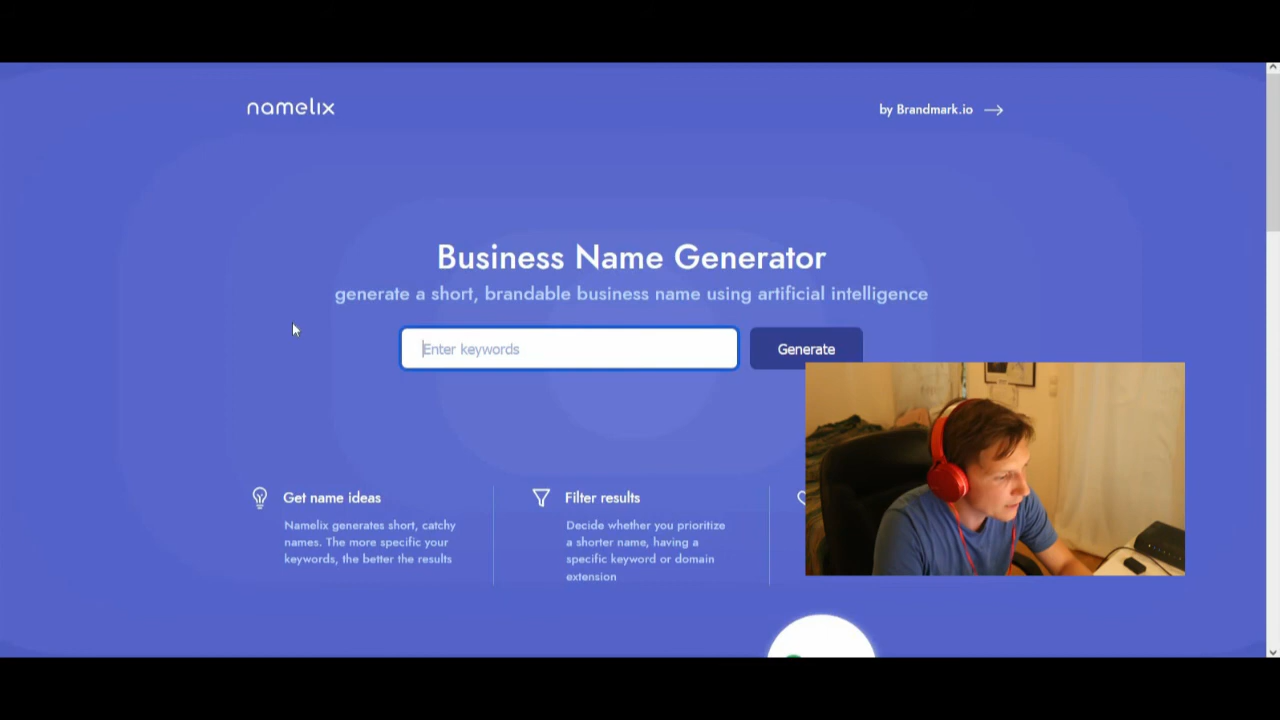 namelix
by Brandmark.io
Business Name Generator
generate a short, brandable business name using artificial intelligence
Enter keywords
Generate
Get name ideas
Namelix generates short, catchy
names. The more specific your
keywords, the better the results
Filter results
Decide whether you prioritize
a shorter name, having a
specific keyword or domain
extension